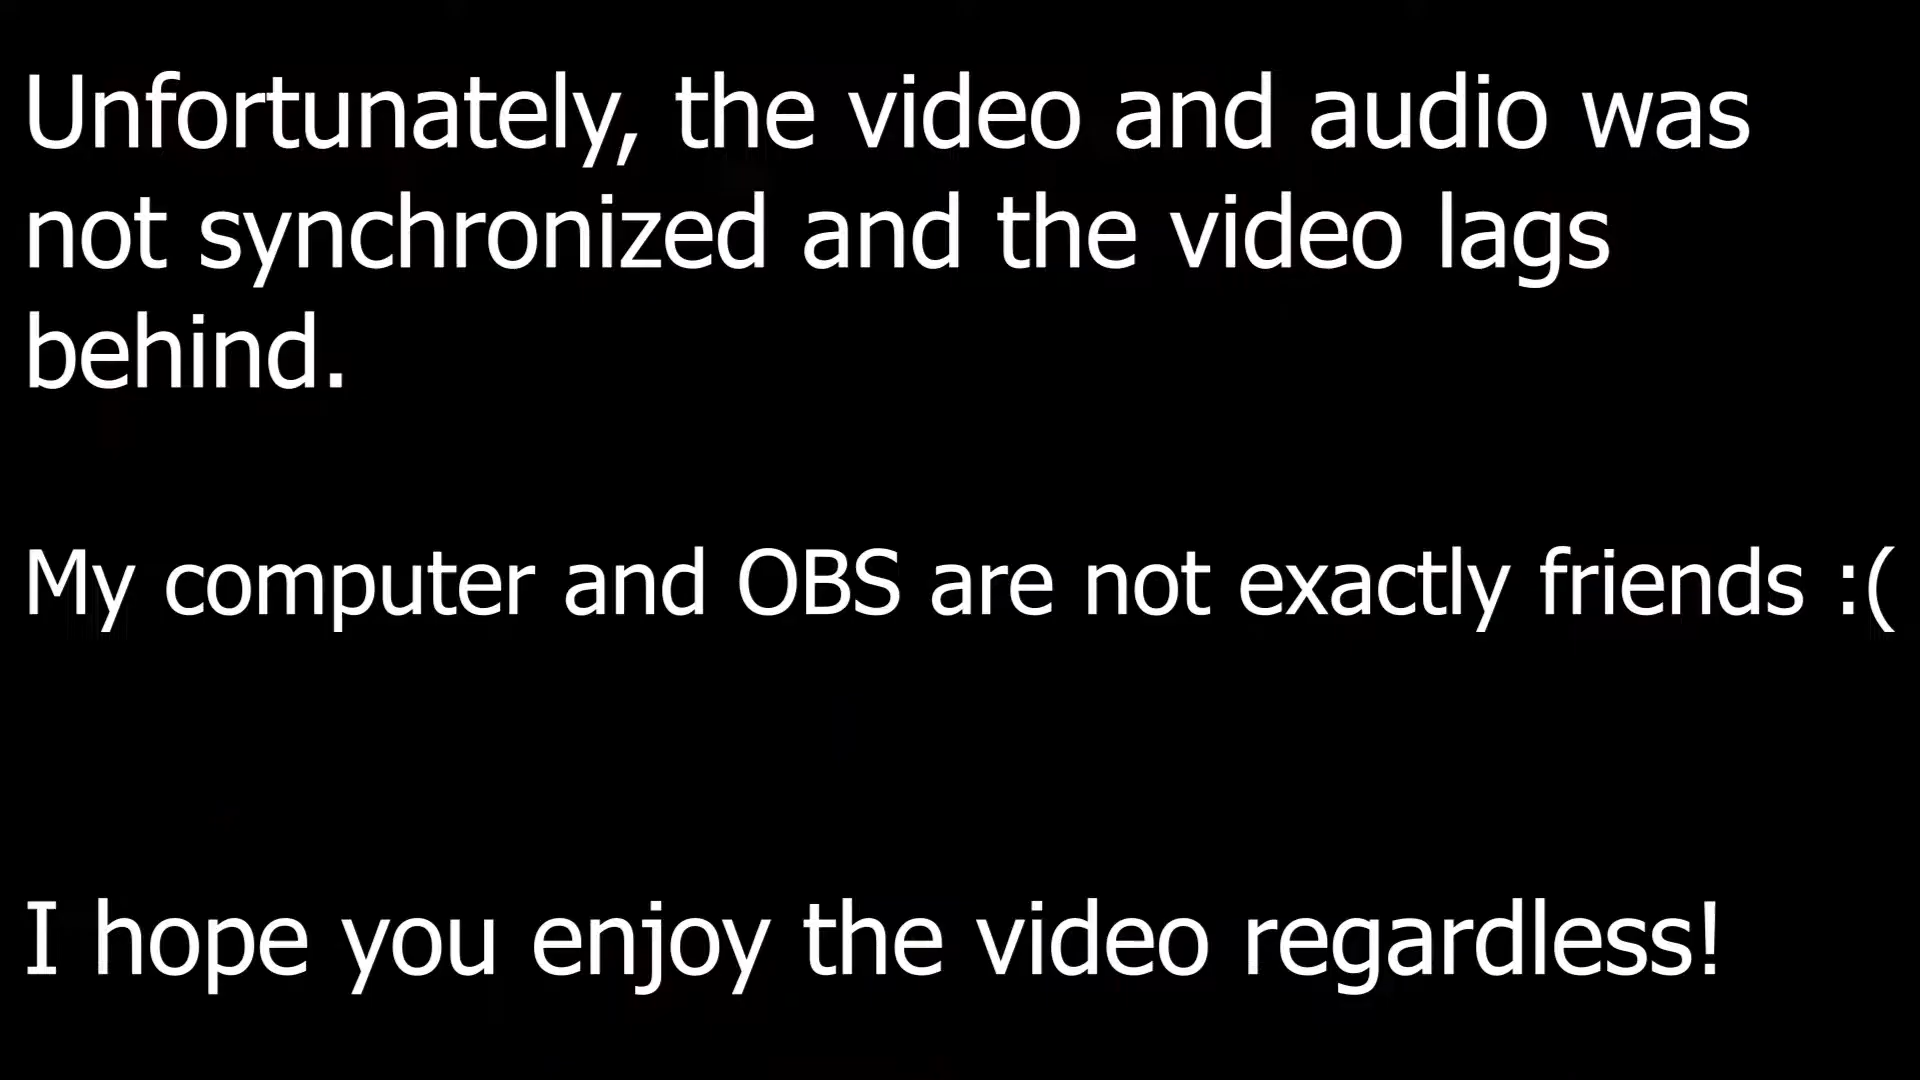 Unfortunately, the video and audio was
not synchronized and the video lags
behind.
My computer and OBS are not exactly friends :(
I hope you enjoy the video regardless!